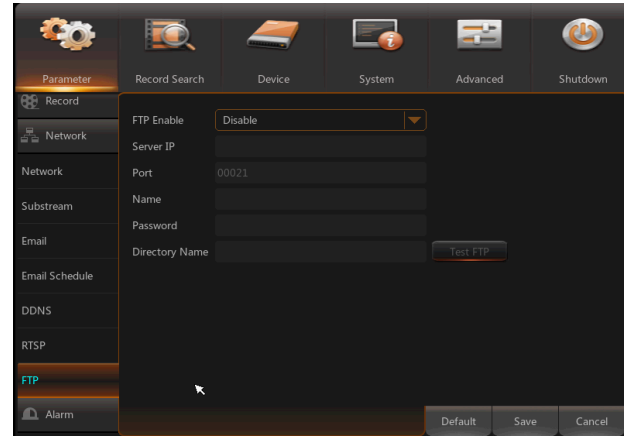 Parameter
Record Search
Device
System
Advanced
Shutdown
Record
Network
Network
Substream
Email
Email Schedule
DDNS
RTSP
FTP
Alarm
FTP Enable Disable
Server IP
Port 00021
Name
Password
Directory Name Test FTP
Default Save Cancel